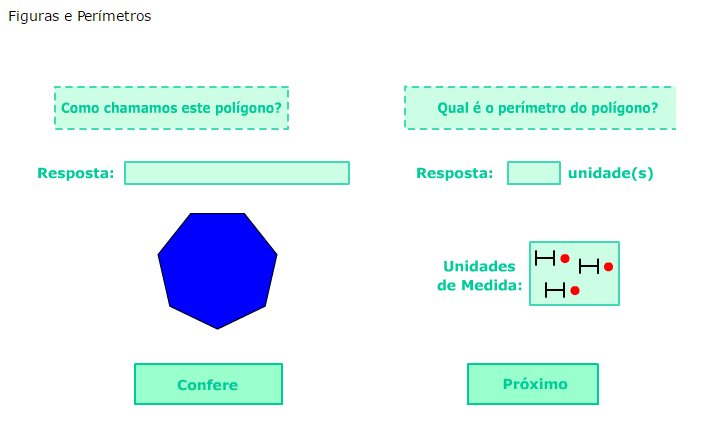 Figuras e Perímetros
Como chamamos este polígono?
Qual é o perímetro do polígono?
Resposta:
Resposta:
unidade(s)
Unidades
de Medida:
Confere
Próximo